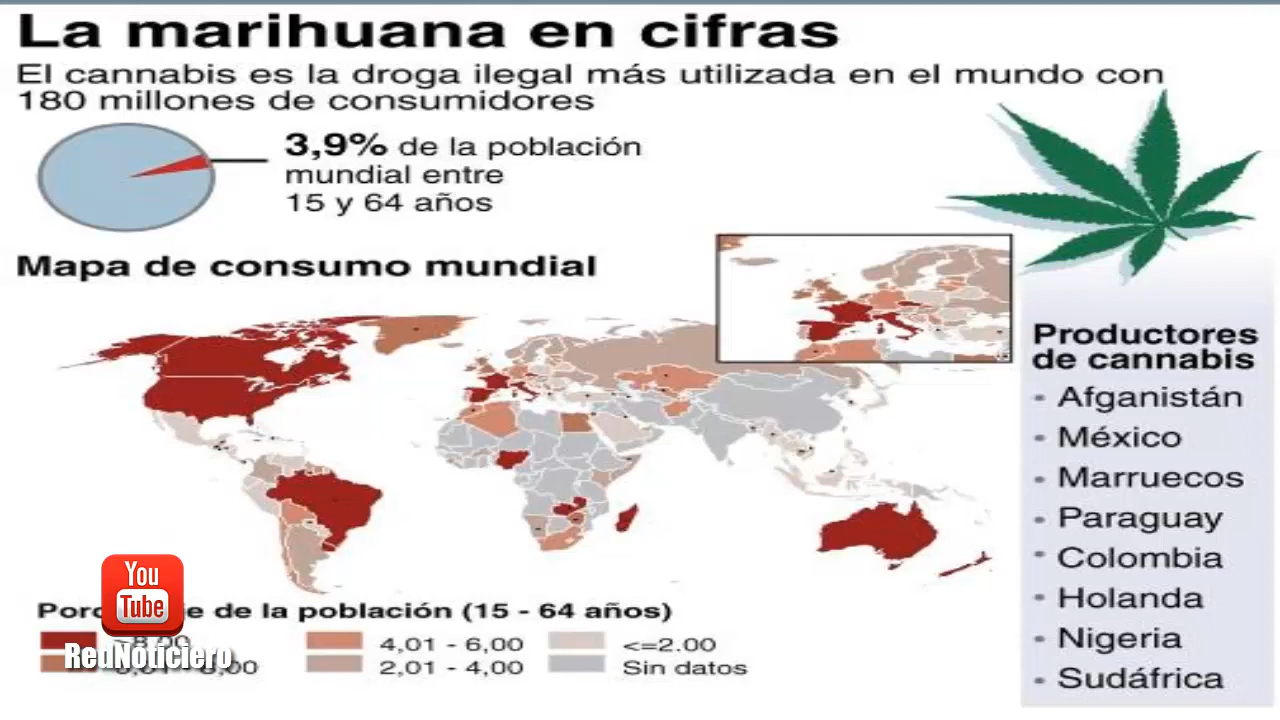 La marihuana en cifras
El cannabis es la droga ilegal más utilizada en el mundo con
180 millones de consumidores
3,9% de la población
mundial entre
15 y 64 años
Mapa de consumo mundial
Productores
de cannabis
• Afganistán
• México
• Marruecos
• Paraguay
• Colombia
• Holanda
• Nigeria
• Sudáfrica
de la población (15 - 64 años)
4,01 - 6,00
<=2.00
2,01 - 4,00
Sin datos
You
Tube
RedNoticiero